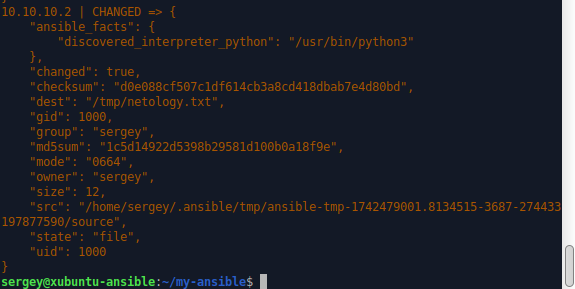 }
10.10.10.2 | CHANGED => {
    "ansible_facts": {
        "discovered_interpreter_python": "/usr/bin/python3"
    },
    "changed": true,
    "checksum": "d0e088cf507c1df614cb3a8cd418dbab7e4d80bd",
    "dest": "/tmp/netology.txt",
    "gid": 1000,
    "group": "sergey",
    "md5sum": "1c5d14922d5398b29581d100b0a18f9e",
    "mode": "0664",
    "owner": "sergey",
    "size": 12,
    "src": "/home/sergey/.ansible/tmp/ansible-tmp-1742479001.8134515-3687-274433
197877590/source",
    "state": "file",
    "uid": 1000
}
sergey@xubuntu-ansible:~/my-ansible$